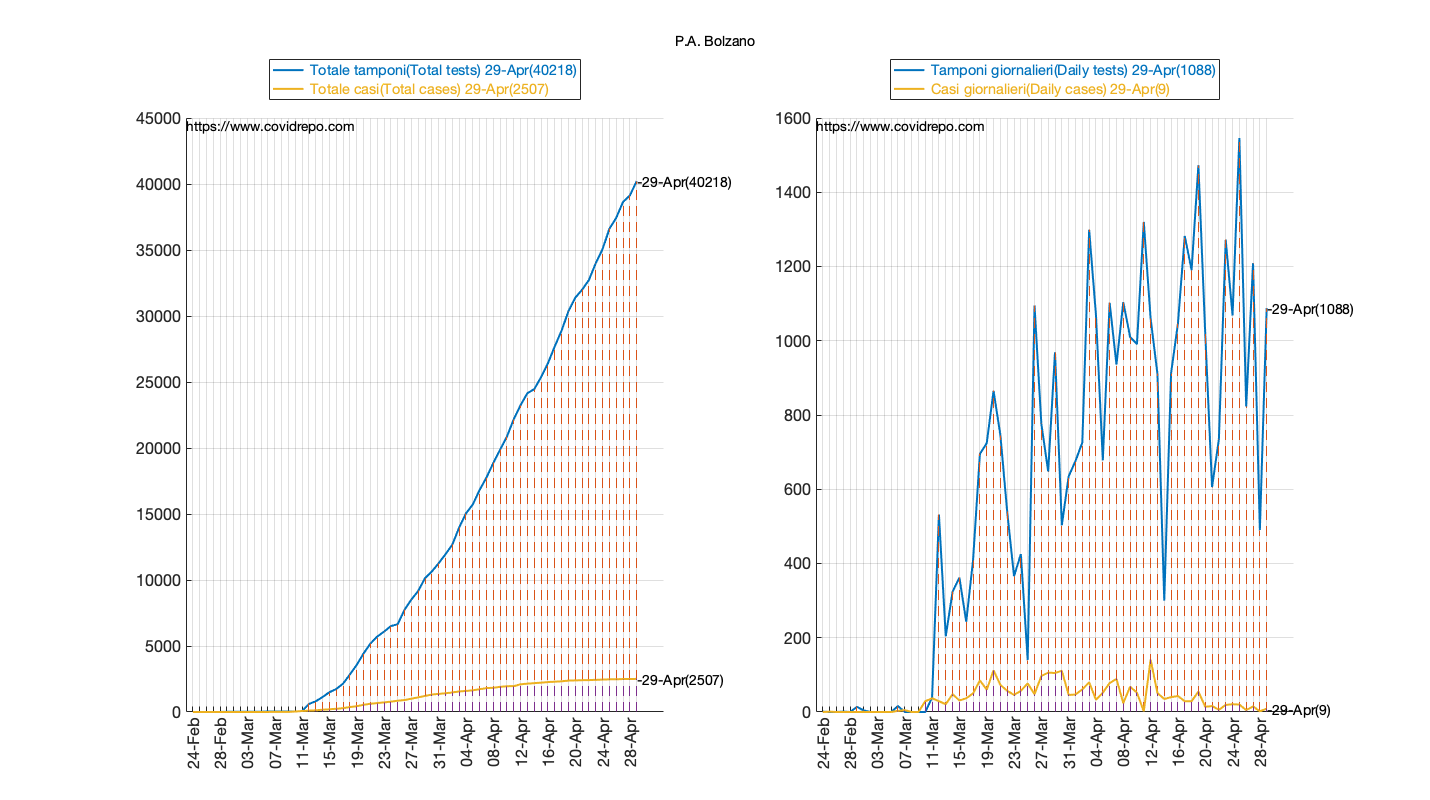 P.A. Bolzano
Totale tamponi(Total tests) 29-Apr(40218)
Totale casi(Total cases) 29-Apr(2507)
https://www.covidrepo.com
45000
40000
35000
30000
25000
20000
15000
10000
5000
0
29-Apr(40218)
29-Apr(2507)
24-Feb
28-Feb
03-Mar
07-Mar
11-Mar
15-Mar
19-Mar
23-Mar
27-Mar
31-Mar
04-Apr
08-Apr
12-Apr
16-Apr
20-Apr
24-Apr
28-Apr
Tamponi giornalieri(Daily tests) 29-Apr(1088)
Casi giornalieri(Daily cases) 29-Apr(9)
https://www.covidrepo.com
1600
1400
1200
1000
800
600
400
200
0
29-Apr(1088)
29-Apr(9)
24-Feb
28-Feb
03-Mar
07-Mar
11-Mar
15-Mar
19-Mar
23-Mar
27-Mar
31-Mar
04-Apr
08-Apr
12-Apr
16-Apr
20-Apr
24-Apr
28-Apr